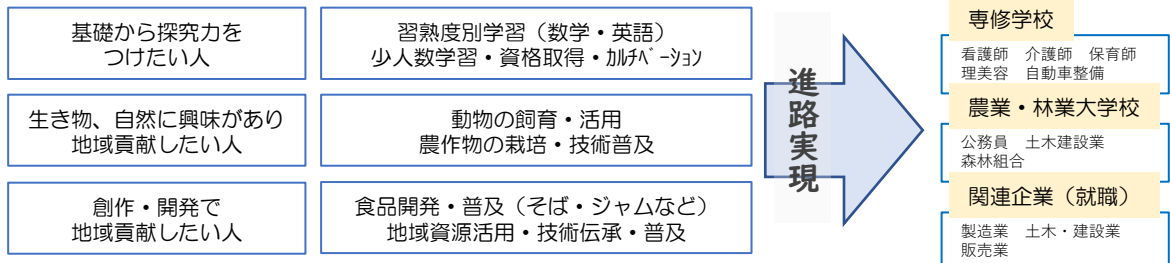 基礎から探究力を
つけたい人
習熟度別学習（数学・英語）
少人数学習・資格取得・ｶﾙﾁﾍﾞｰｼｮﾝ
生き物、自然に興味があり
地域貢献したい人
動物の飼育・活用
農作物の栽培・技術普及
創作・開発で
地域貢献したい人
食品開発・普及（そば・ジャムなど）
地域資源活用・技術伝承・普及
進路実現
専修学校
看護師　介護師　保育師
理美容　自動車整備
農業・林業大学校
公務員　土木建設業
森林組合
関連企業（就職）
製造業　土木・建設業
販売業